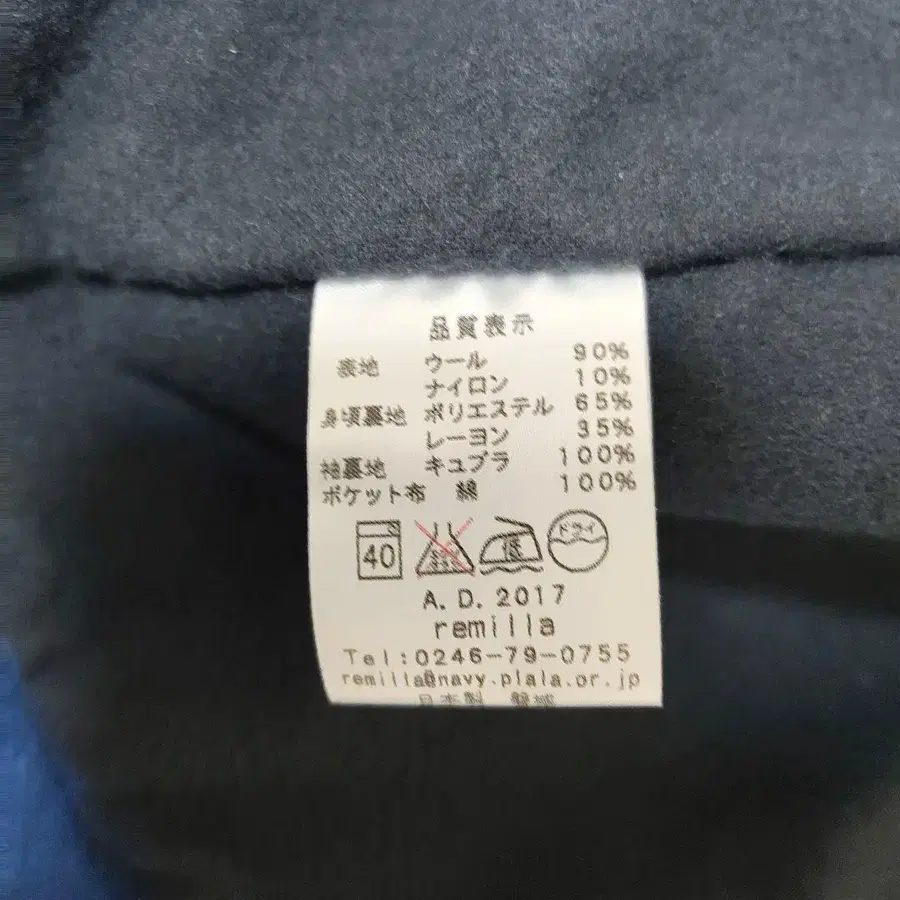 品質表示
表地 ウール 90%
ナイロン 10%
身頃裏地 ポリエステル 65%
レーヨン 35%
袖裏地 キュプラ 100%
ポケット布 綿 100%
40 低 ドライ
A.D.2017
remilla
Tel:0246-79-0755
remilla@navy.plala.or.jp
日本製